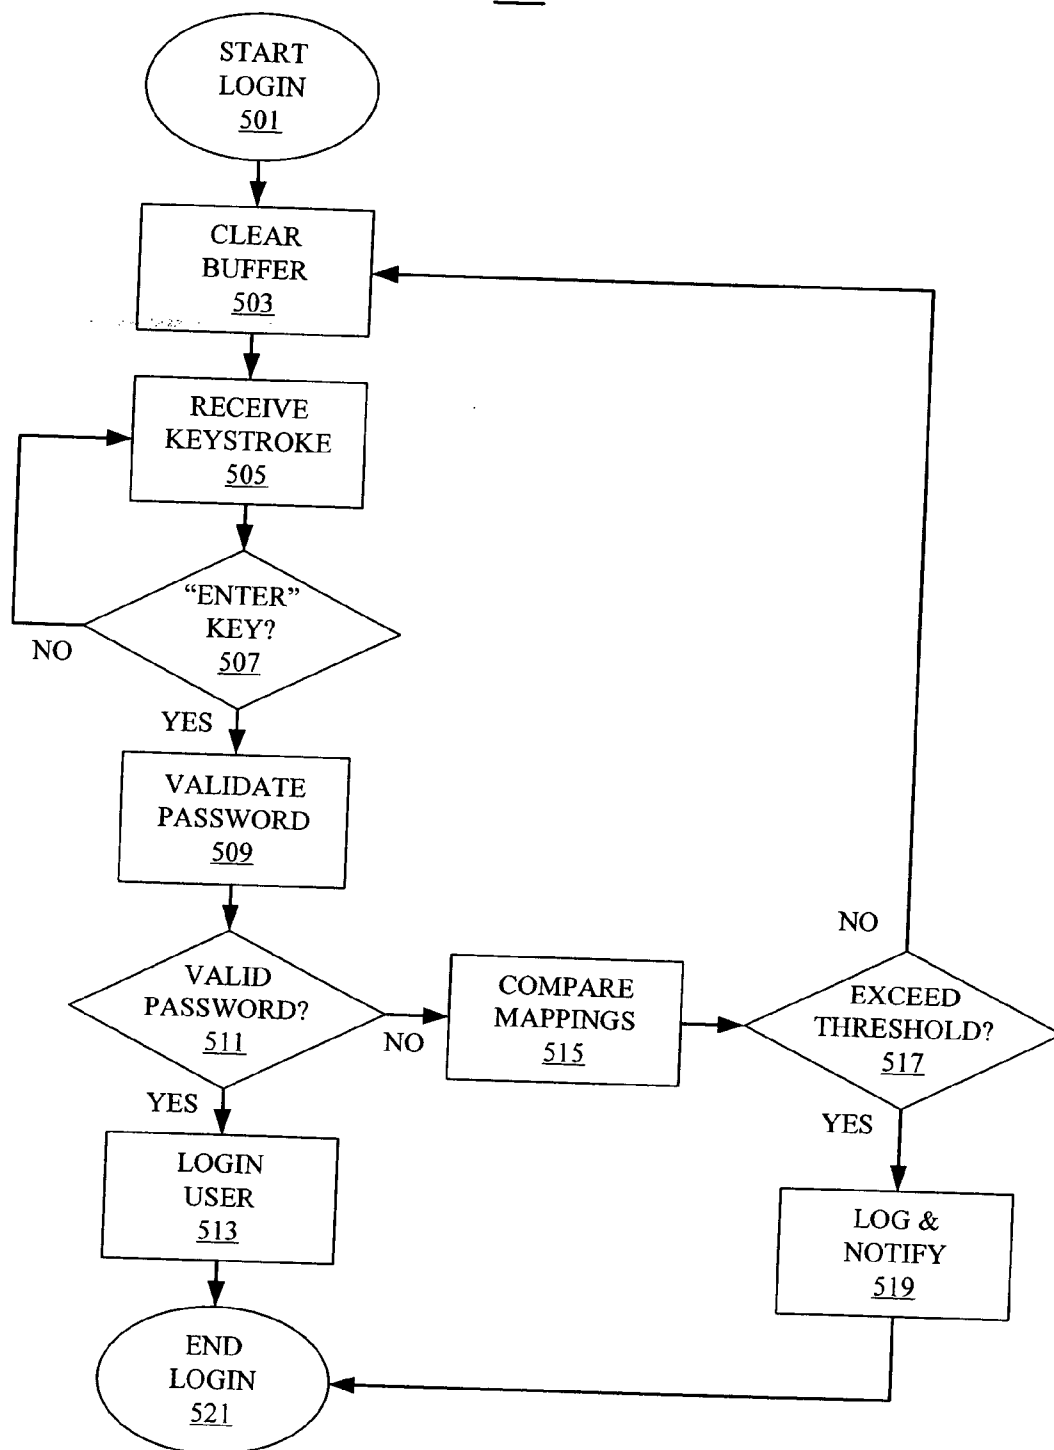 START
LOGIN
501
CLEAR
BUFFER
503
RECEIVE
KEYSTROKE
505
“ENTER”
KEY?
507
NO
YES
VALIDATE
PASSWORD
509
VALID
PASSWORD?
511
NO
YES
COMPARE
MAPPINGS
515
NO
EXCEED
THRESHOLD?
517
YES
LOGIN
USER
513
LOG &
NOTIFY
519
END
LOGIN
521